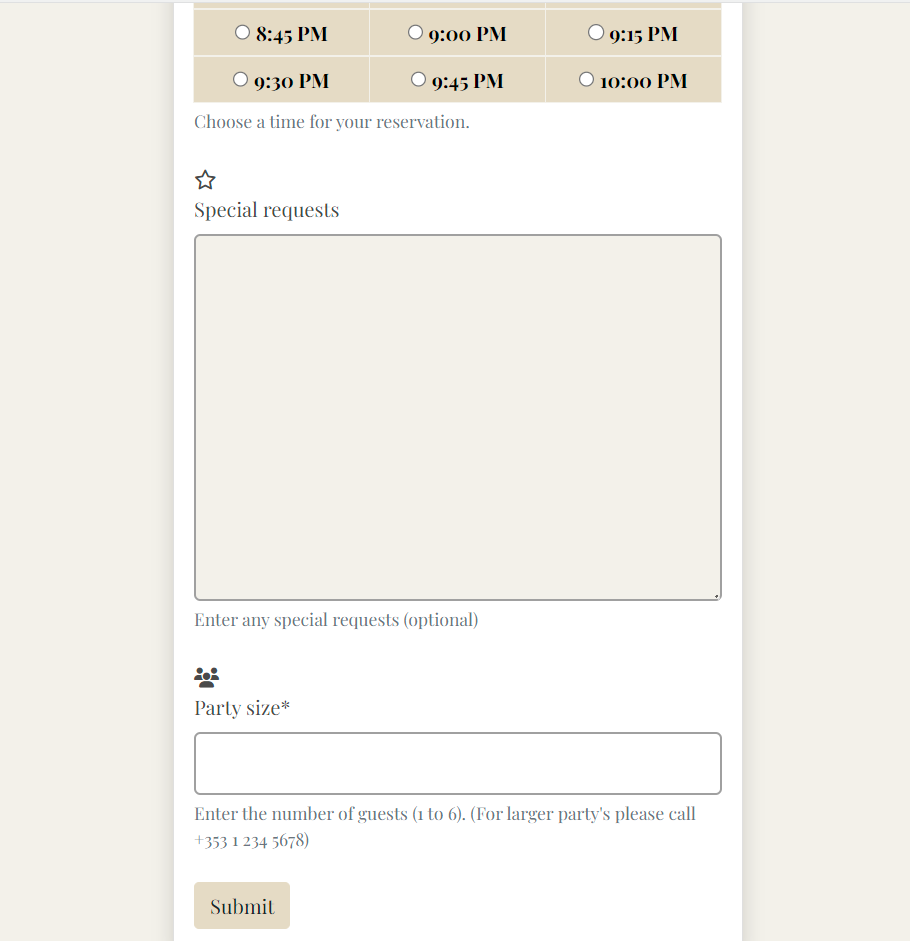 8:45 PM 9:00 PM 9:15 PM
9:30 PM 9:45 PM 10:00 PM
Choose a time for your reservation.
Special requests
Enter any special requests (optional)
Party size*
Enter the number of guests (1 to 6). (For larger party's please call
+353 1 234 5678)
Submit